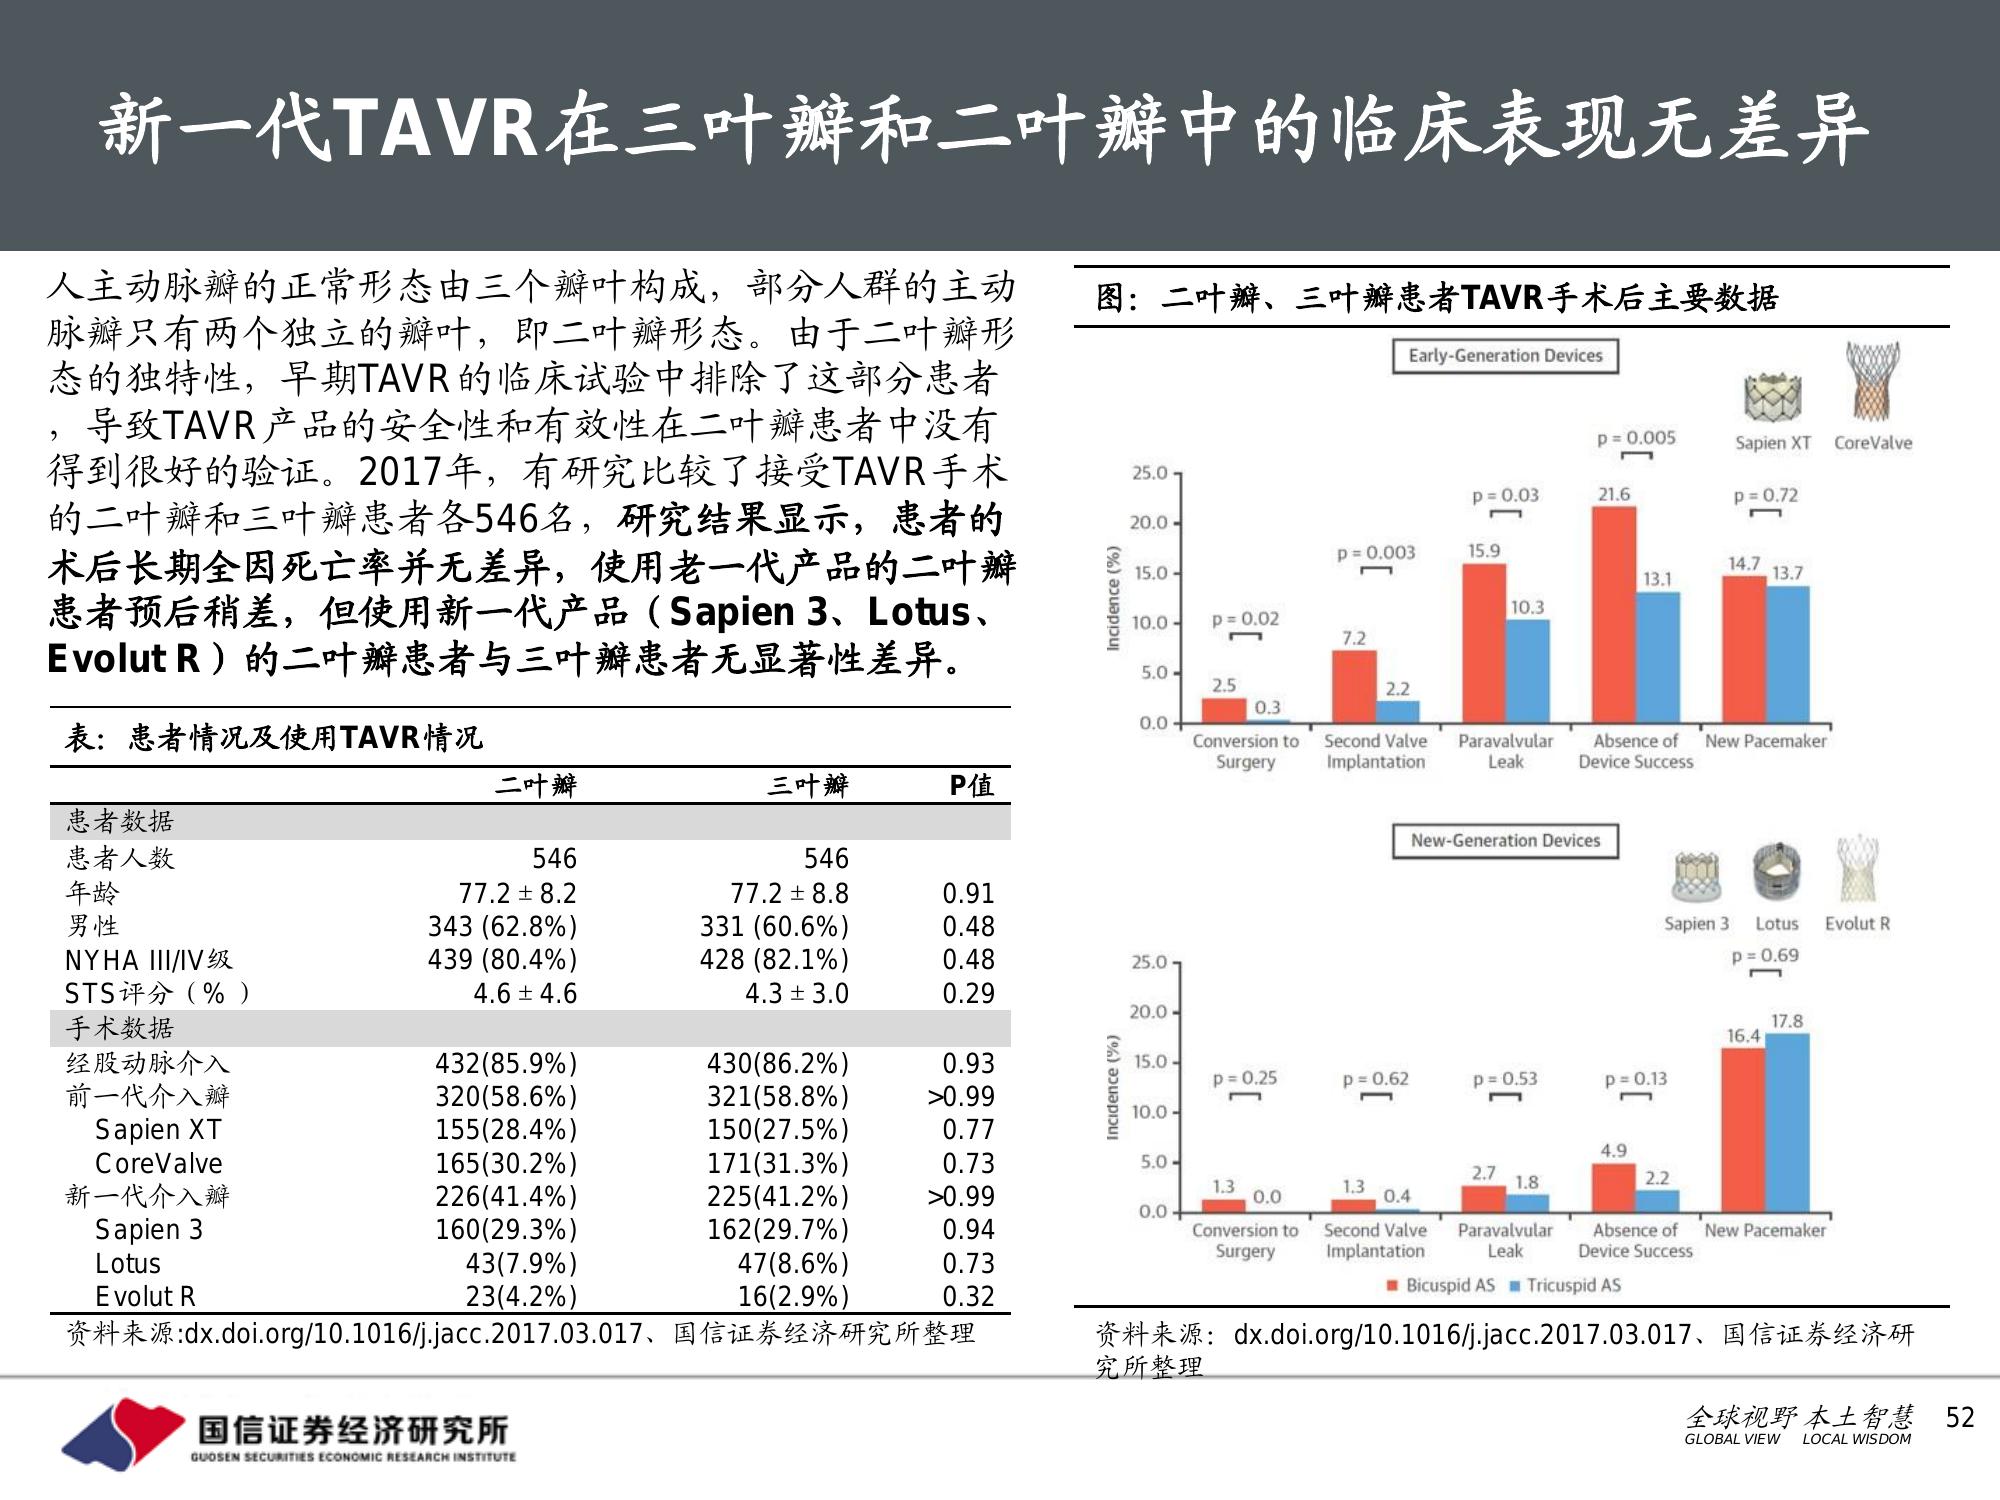 新一代TAVR在三叶瓣和二叶瓣中的临床表现无差异
人主动脉瓣的正常形态由三个瓣叶构成，部分人群的主动
脉瓣只有两个独立的瓣叶，即二叶瓣形态。由于二叶瓣形
态的独特性，早期TAVR的临床试验中排除了这部分患者
，导致TAVR产品的安全性和有效性在二叶瓣患者中没有
得到很好的验证。2017年，有研究比较了接受TAVR手术
的二叶瓣和三叶瓣患者各546名，研究结果显示，患者的
术后长期全因死亡率并无差异，使用老一代产品的二叶瓣
患者预后稍差，但使用新一代产品（Sapien 3、Lotus、
Evolut R）的二叶瓣患者与三叶瓣患者无显著性差异。
表：患者情况及使用TAVR情况
二叶瓣 三叶瓣 P值
患者数据
患者人数 546 546
年龄 77.2 ± 8.2 77.2 ± 8.8 0.91
男性 343 (62.8%) 331 (60.6%) 0.48
NYHA III/IV级 439 (80.4%) 428 (82.1%) 0.48
STS评分（%） 4.6 ± 4.6 4.3 ± 3.0 0.29
手术数据
经股动脉介入 432(85.9%) 430(86.2%) 0.93
前一代介入瓣 320(58.6%) 321(58.8%) >0.99
Sapien XT 155(28.4%) 150(27.5%) 0.77
CoreValve 165(30.2%) 171(31.3%) 0.73
新一代介入瓣 226(41.4%) 225(41.2%) >0.99
Sapien 3 160(29.3%) 162(29.7%) 0.94
Lotus 43(7.9%) 47(8.6%) 0.73
Evolut R 23(4.2%) 16(2.9%) 0.32
资料来源:dx.doi.org/10.1016/j.jacc.2017.03.017、国信证券经济研究所整理
图：二叶瓣、三叶瓣患者TAVR手术后主要数据
Early-Generation Devices
Sapien XT CoreValve
p = 0.005
25.0
p = 0.03 21.6 p = 0.72
20.0
p = 0.003 15.9
14.7 13.7
15.0 13.1
Incidence (%)
p = 0.02 10.3
10.0
7.2
5.0
2.5 2.2
0.3
0.0
Conversion to Second Valve Paravalvular Absence of New Pacemaker
Surgery Implantation Leak Device Success
New-Generation Devices
Sapien 3 Lotus Evolut R
p = 0.69
25.0
20.0
16.4 17.8
15.0
Incidence (%)
p = 0.25 p = 0.62 p = 0.53 p = 0.13
10.0
5.0
4.9
1.3 0.0 1.3 0.4 2.7 1.8 2.2
0.0
Conversion to Second Valve Paravalvular Absence of New Pacemaker
Surgery Implantation Leak Device Success
Bicuspid AS Tricuspid AS
资料来源：dx.doi.org/10.1016/j.jacc.2017.03.017、国信证券经济研
究所整理
国信证券经济研究所
GUOSEN SECURITIES ECONOMIC RESEARCH INSTITUTE
全球视野 本土智慧
GLOBAL VIEW LOCAL WISDOM
52